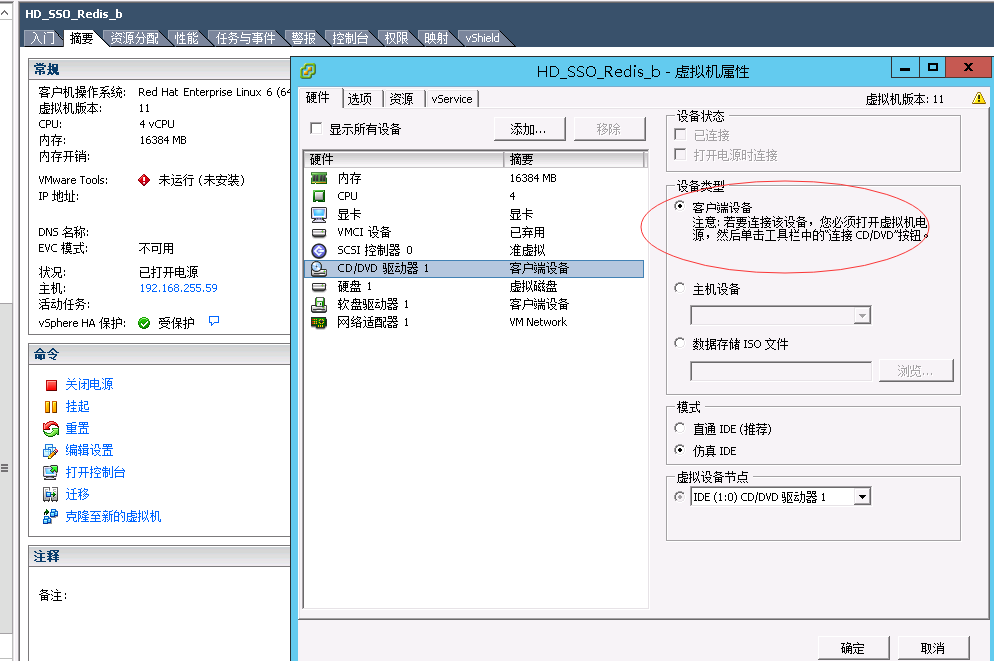 HD_SSO_Redis_b
入门 摘要 资源分配 性能 任务与事件 警报 控制台 权限 映射 vShield
常规
客户机操作系统: Red Hat Enterprise Linux 6 (64
虚拟机版本: 11
CPU: 4 vCPU
内存: 16384 MB
内存开销:
VMware Tools: 未运行 (未安装)
IP 地址:
DNS 名称:
EVC 模式: 不可用
状况: 已打开电源
主机: 192.168.255.59
活动任务:
vSphere HA 保护: 受保护
命令
关闭电源
挂起
重置
编辑设置
打开控制台
迁移
克隆至新的虚拟机
注释
备注:
HD_SSO_Redis_b - 虚拟机属性
硬件 选项 资源 vService
虚拟机版本: 11
显示所有设备 添加... 移除
硬件 摘要
内存 16384 MB
CPU 4
显卡 显卡
VMCI 设备 已弃用
SCSI 控制器 0 准虚拟
CD/DVD 驱动器 1 客户端设备
硬盘 1 虚拟磁盘
软盘驱动器 1 客户端设备
网络适配器 1 VM Network
设备状态
已连接
打开电源时连接
设备类型
客户端设备
注意: 若要连接该设备，您必须打开虚拟机电
源，然后单击工具栏中的“连接 CD/DVD”按钮。
主机设备
数据存储 ISO 文件
浏览...
模式
直通 IDE (推荐)
仿真 IDE
虚拟设备节点
IDE (1:0) CD/DVD 驱动器 1
确定 取消